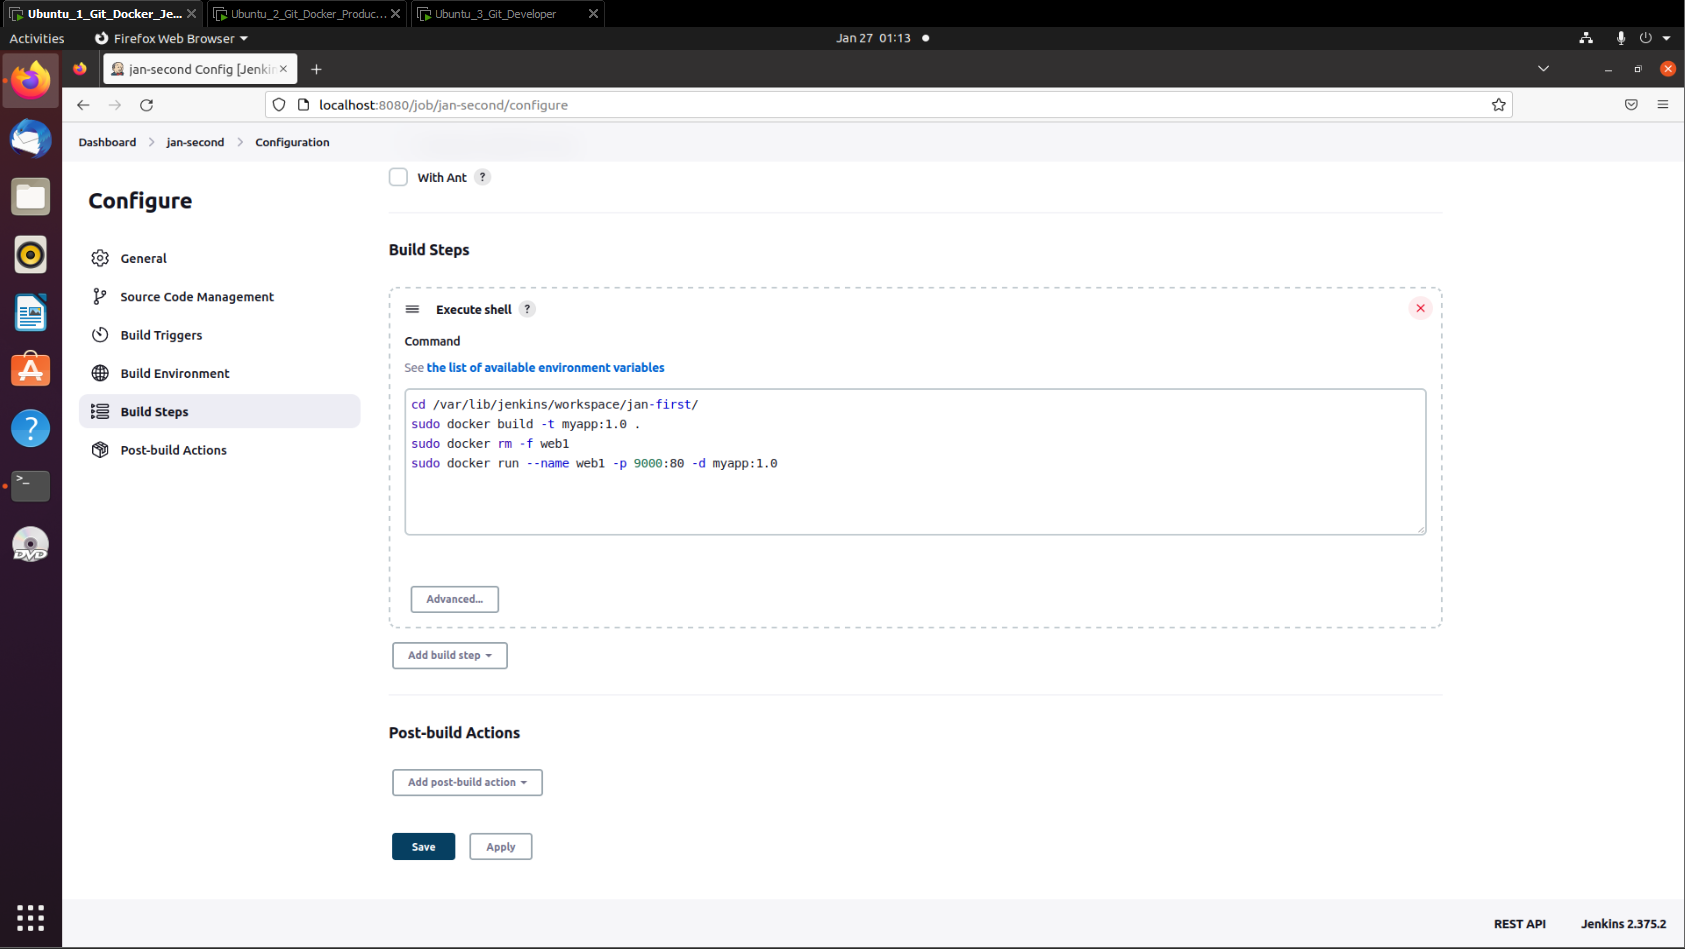 Ubuntu_1_Git_Docker_Je...
Ubuntu_2_Git_Docker_Produc...
Ubuntu_3_Git_Developer
Activities
Firefox Web Browser
Jan 27 01:13
jan-second Config [Jenkin
localhost:8080/job/jan-second/configure
Dashboard
jan-second
Configuration
Configure
General
Source Code Management
Build Triggers
Build Environment
Build Steps
Post-build Actions
With Ant ?
Build Steps
Execute shell ?
Command
See the list of available environment variables
cd /var/lib/jenkins/workspace/jan-first/
sudo docker build -t myapp:1.0 .
sudo docker rm -f web1
sudo docker run --name web1 -p 9000:80 -d myapp:1.0
Advanced...
Add build step
Post-build Actions
Add post-build action
Save
Apply
DVD
REST API
Jenkins 2.375.2